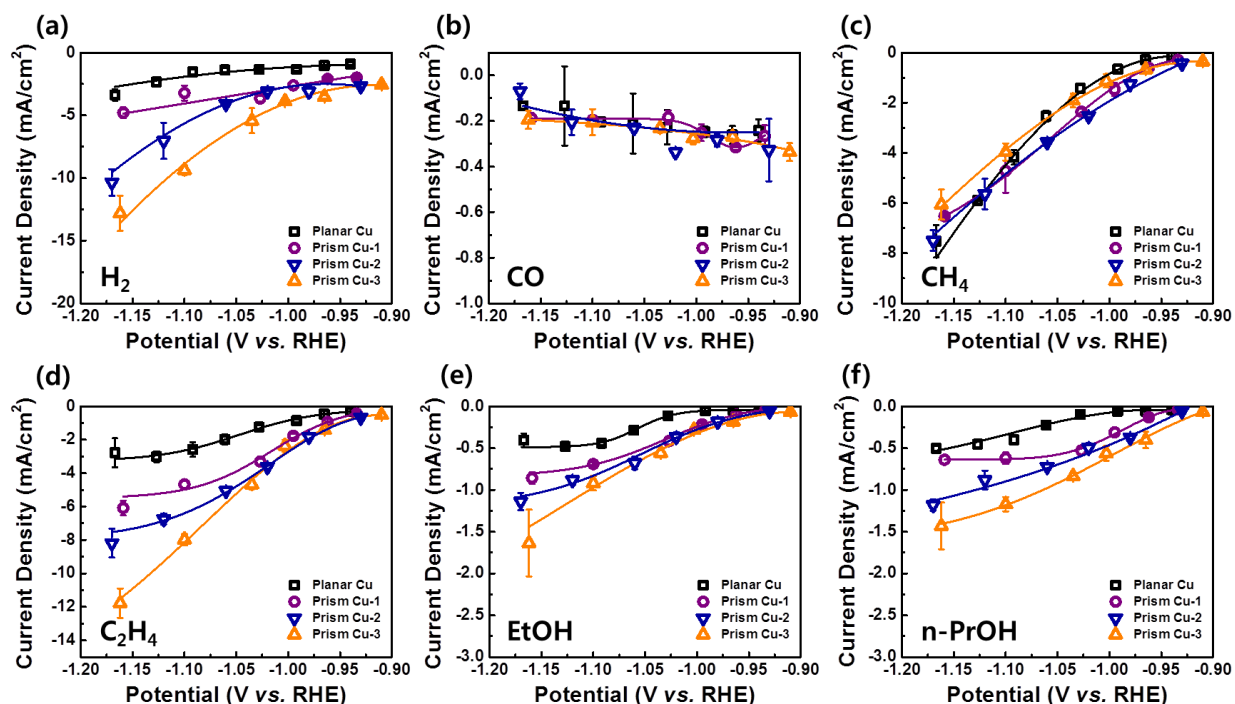 (a)
0
-5
-10
-15
-20
-1.20 -1.15 -1.10 -1.05 -1.00 -0.95 -0.90
Current Density (mA/cm²)
Potential (V vs. RHE)
H₂
Planar Cu
Prism Cu-1
Prism Cu-2
Prism Cu-3
(b)
0.0
-0.2
-0.4
-0.6
-0.8
-1.0
-1.20 -1.15 -1.10 -1.05 -1.00 -0.95 -0.90
Current Density (mA/cm²)
Potential (V vs. RHE)
CO
Planar Cu
Prism Cu-1
Prism Cu-2
Prism Cu-3
(c)
0
-2
-4
-6
-8
-10
-1.20 -1.15 -1.10 -1.05 -1.00 -0.95 -0.90
Current Density (mA/cm²)
Potential (V vs. RHE)
CH₄
Planar Cu
Prism Cu-1
Prism Cu-2
Prism Cu-3
(d)
0
-2
-4
-6
-8
-10
-12
-14
-1.20 -1.15 -1.10 -1.05 -1.00 -0.95 -0.90
Current Density (mA/cm²)
Potential (V vs. RHE)
C₂H₄
Planar Cu
Prism Cu-1
Prism Cu-2
Prism Cu-3
(e)
0.0
-0.5
-1.0
-1.5
-2.0
-2.5
-3.0
-1.20 -1.15 -1.10 -1.05 -1.00 -0.95 -0.90
Current Density (mA/cm²)
Potential (V vs. RHE)
EtOH
Planar Cu
Prism Cu-1
Prism Cu-2
Prism Cu-3
(f)
0.0
-0.5
-1.0
-1.5
-2.0
-2.5
-3.0
-1.20 -1.15 -1.10 -1.05 -1.00 -0.95 -0.90
Current Density (mA/cm²)
Potential (V vs. RHE)
n-PrOH
Planar Cu
Prism Cu-1
Prism Cu-2
Prism Cu-3